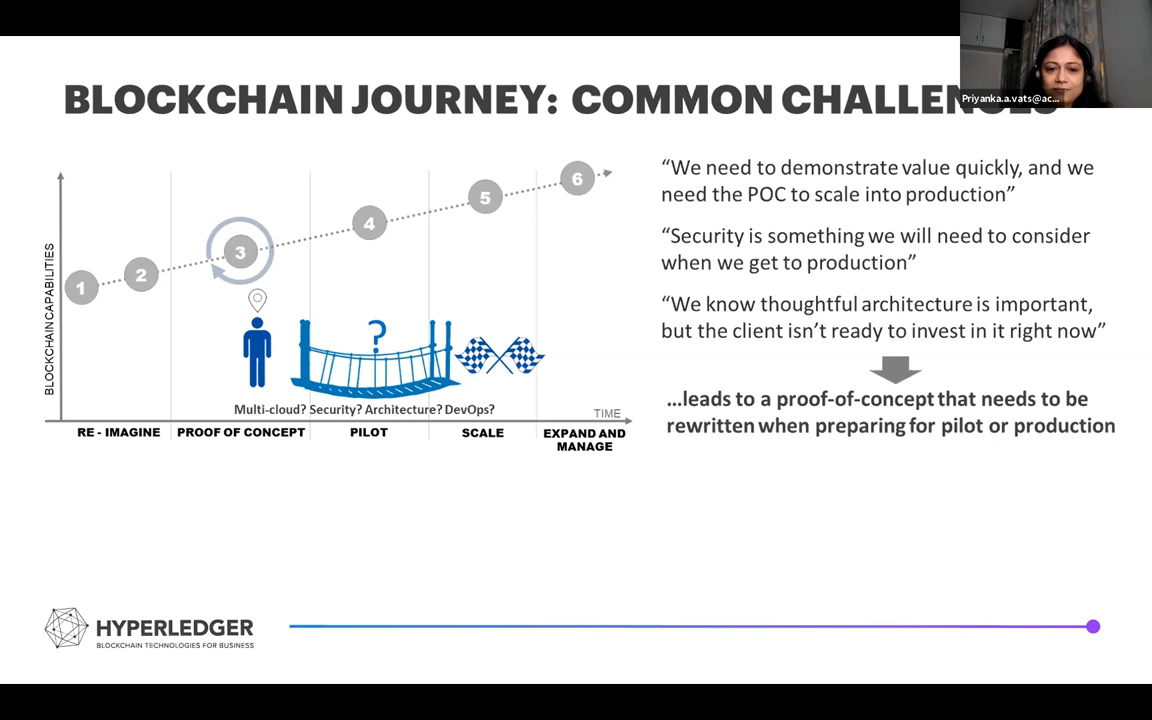 BLOCKCHAIN JOURNEY: COMMON
Priyanka.a.vats@ac...
BLOCKCHAIN CAPABILITIES
1
2
3
4
5
6
?
Multi-cloud? Security? Architecture? DevOps?
TIME
RE - IMAGINE
PROOF OF CONCEPT
PILOT
SCALE
EXPAND AND
MANAGE
“We need to demonstrate value quickly, and we
need the POC to scale into production”
“Security is something we will need to consider
when we get to production”
“We know thoughtful architecture is important,
but the client isn’t ready to invest in it right now”
...leads to a proof-of-concept that needs to be
rewritten when preparing for pilot or production
HYPERLEDGER
BLOCKCHAIN TECHNOLOGIES FOR BUSINESS